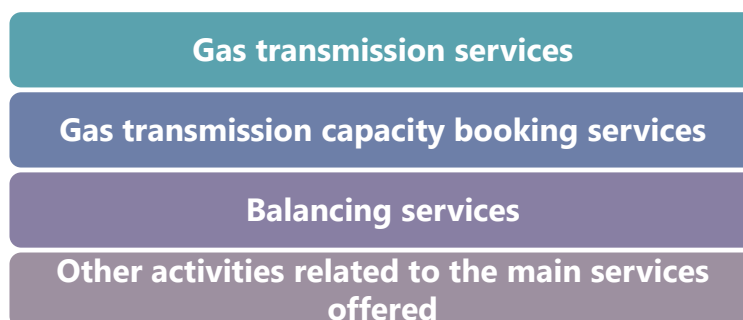 Gas transmission services
Gas transmission capacity booking services
Balancing services
Other activities related to the main services
offered